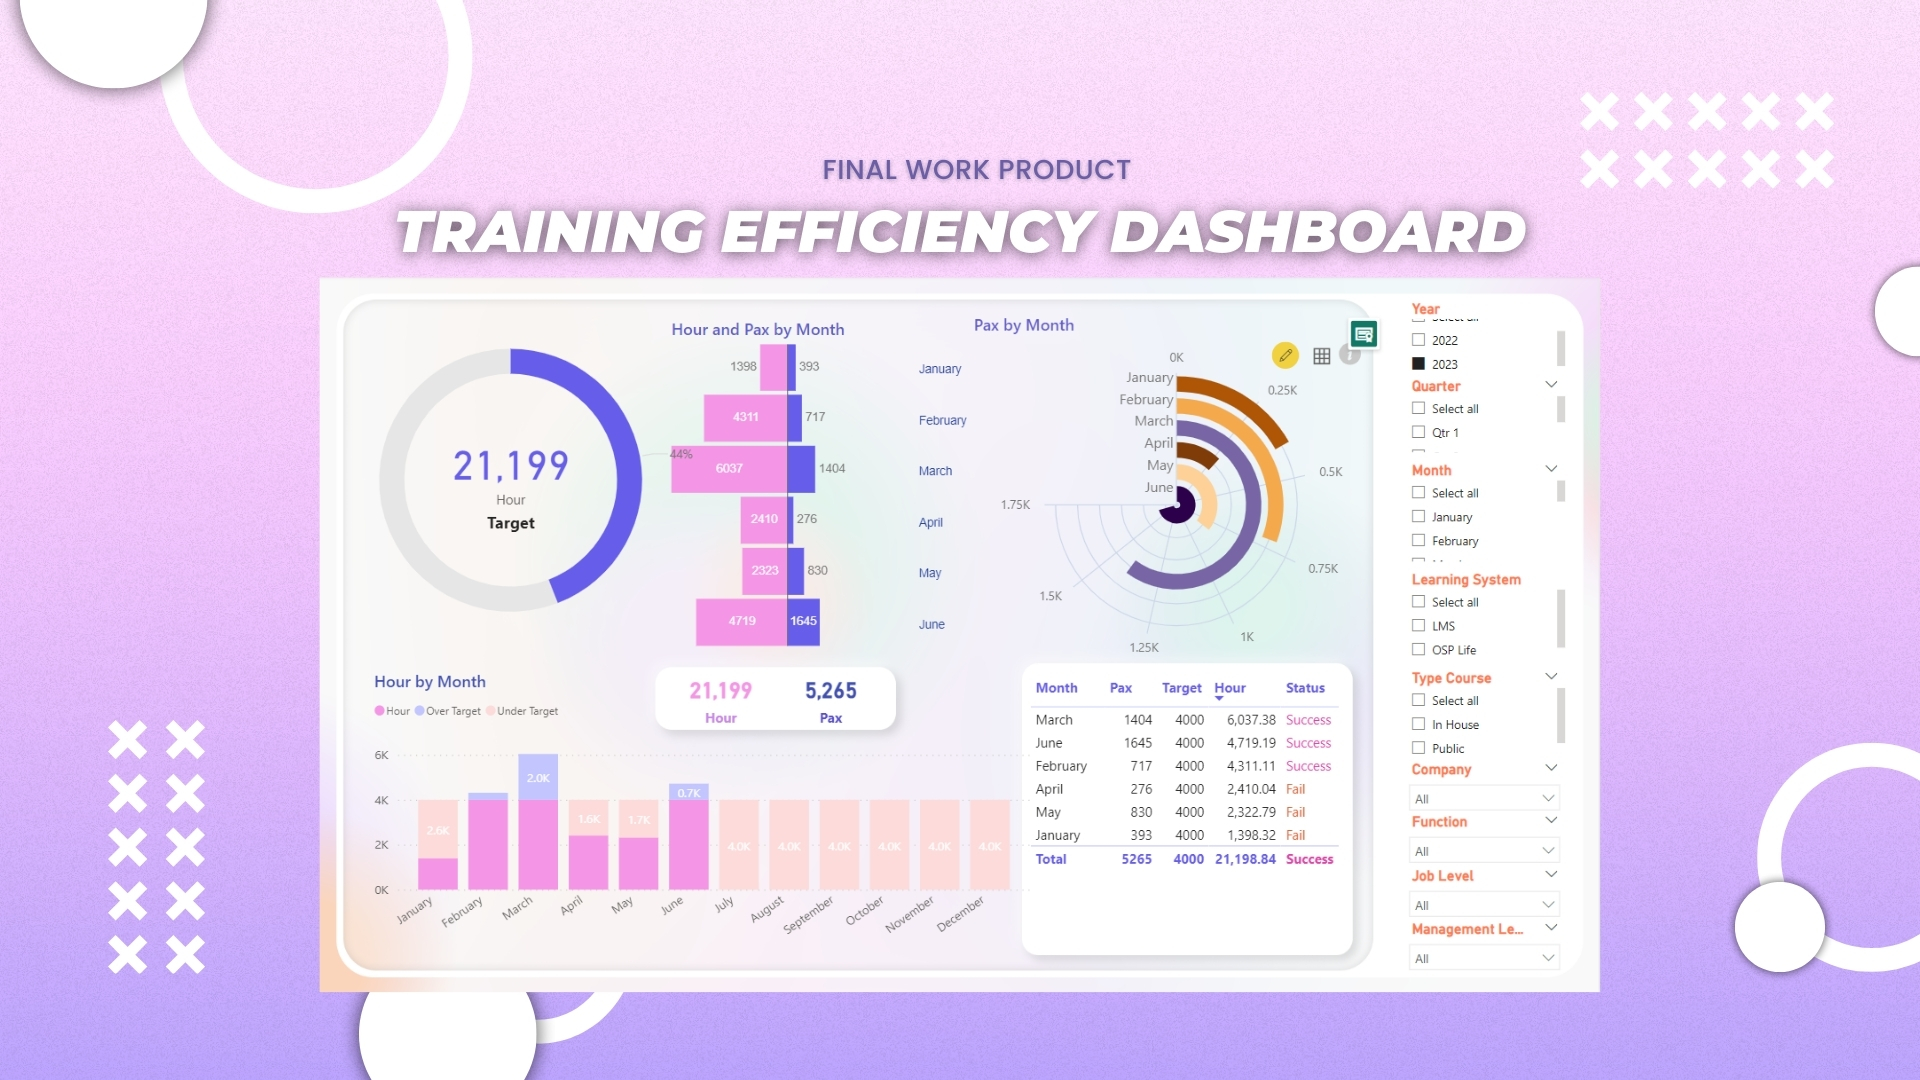 FINAL WORK PRODUCT
TRAINING EFFICIENCY DASHBOARD
21,199
Hour
Target
44%
Hour and Pax by Month
1398 393 January
4311 717 February
6037 1404 March
2410 276 April
2323 830 May
4719 1645 June
Pax by Month
0K
0.25K
0.5K
0.75K
1K
1.25K
1.5K
1.75K
January
February
March
April
May
June
Hour by Month
Hour Over Target Under Target
6K
4K
2K
0K
2.6K
2.0K
1.6K
1.7K
0.7K
4.0K 4.0K 4.0K 4.0K 4.0K 4.0K
January February March April May June July August September October November December
21,199 5,265
Hour Pax
Month Pax Target Hour Status
March 1404 4000 6,037.38 Success
June 1645 4000 4,719.19 Success
February 717 4000 4,311.11 Success
April 276 4000 2,410.04 Fail
May 830 4000 2,322.79 Fail
January 393 4000 1,398.32 Fail
Total 5265 4000 21,198.84 Success
Year
2022
2023
Quarter
Select all
Qtr 1
Month
Select all
January
February
Learning System
Select all
LMS
OSP Life
Type Course
Select all
In House
Public
Company
All
Function
All
Job Level
All
Management Le...
All